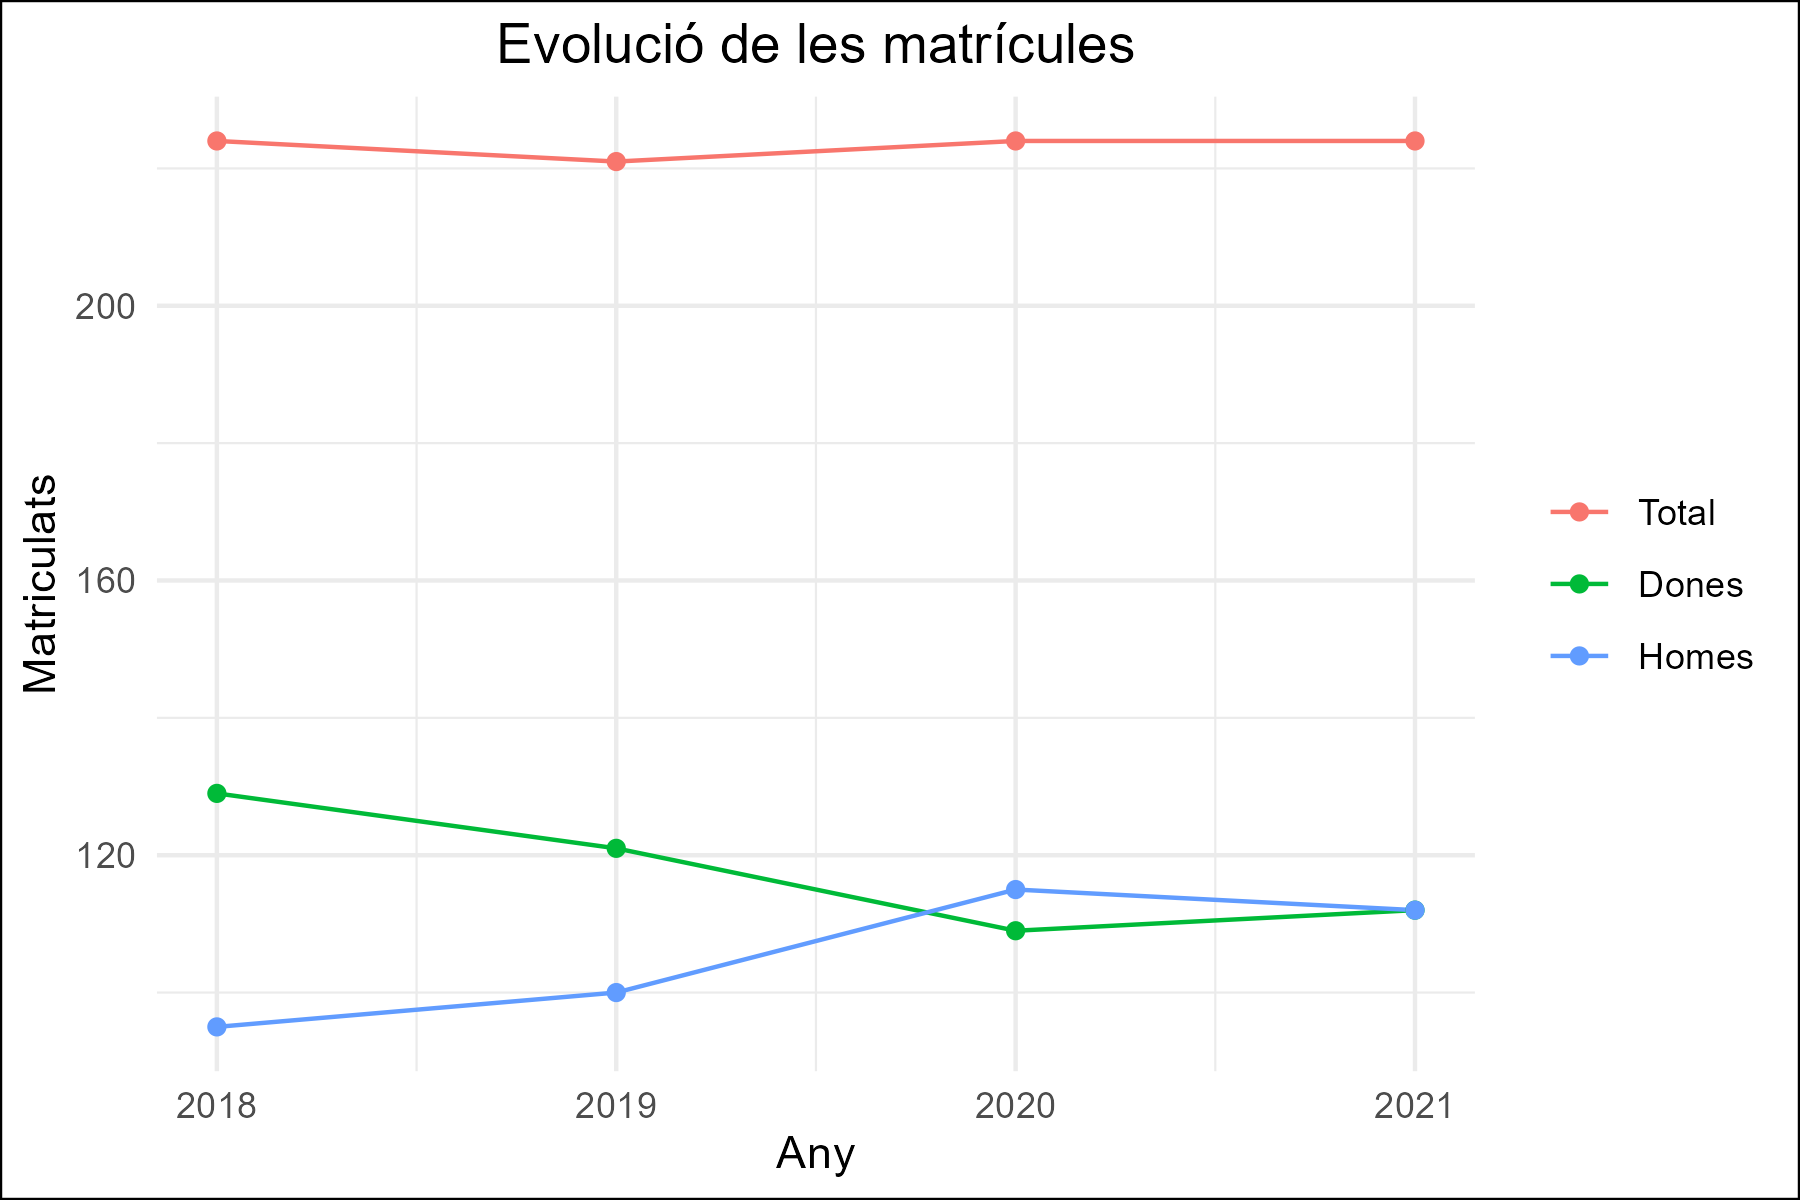 Evolució de les matrícules
200
160
120
Matriculats
2018
2019
2020
2021
Any
Total
Dones
Homes